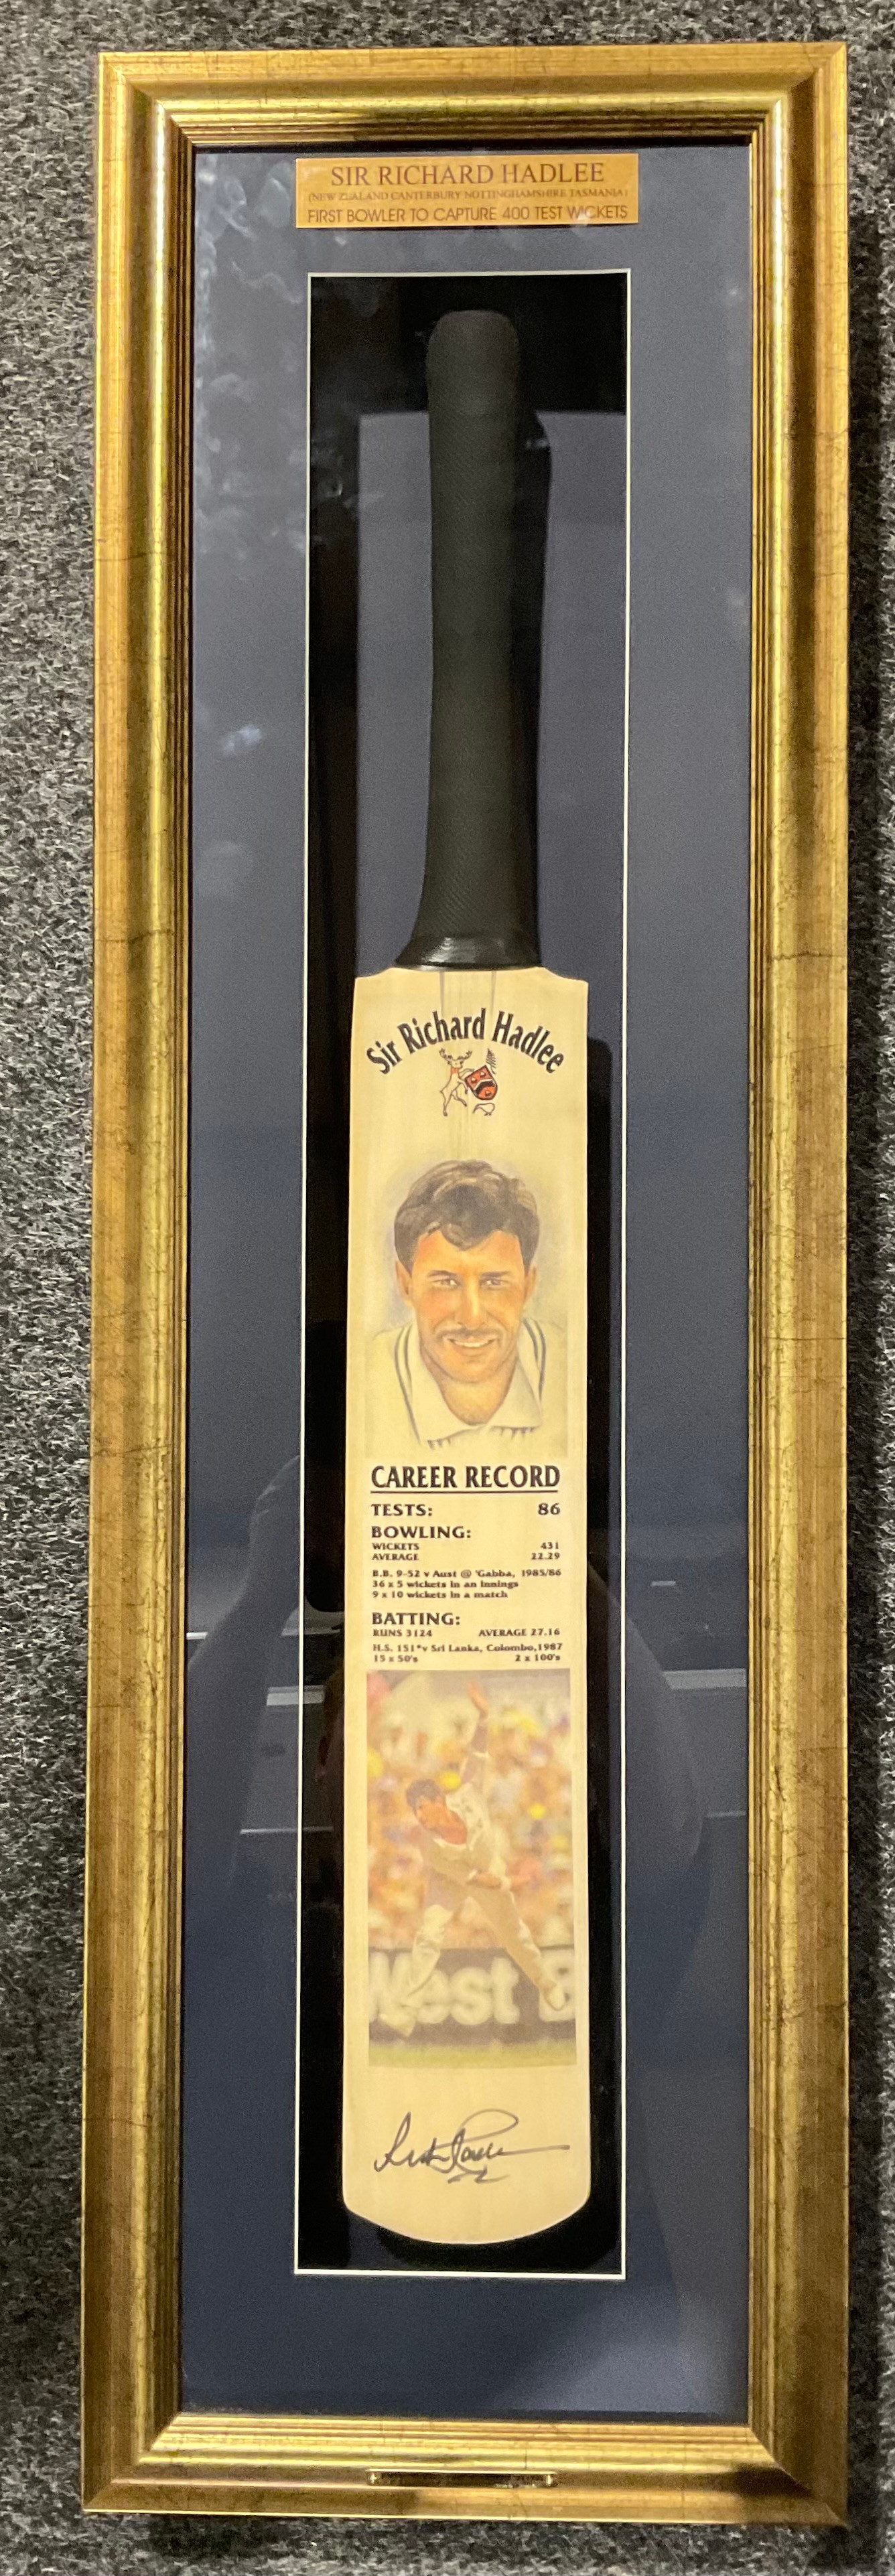 SIR RICHARD HADLEE
(NEW ZEALAND CANTERBURY NOTTINGHAMSHIRE TASMANIA)
FIRST BOWLER TO CAPTURE 400 TEST WICKETS
Sir Richard Hadlee
CAREER RECORD
TESTS: 86
BOWLING:
WICKETS 431
AVERAGE 22.29
B.B. 9-52 v Aust @ 'Gabba, 1985/86
36 x 5 wickets in an innings
9 x 10 wickets in a match
BATTING:
RUNS 3124 AVERAGE 27.16
H.S. 151*v Sri Lanka, Colombo,1987
15 x 50's 2 x 100's
West